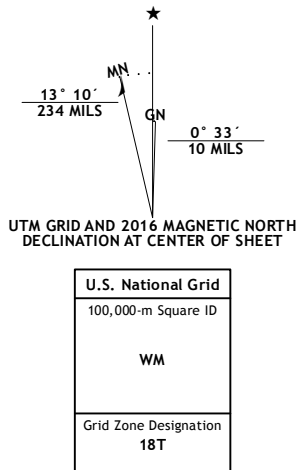 ★
MN
GN
13° 10´
234 MILS
0° 33´
10 MILS
UTM GRID AND 2016 MAGNETIC NORTH
DECLINATION AT CENTER OF SHEET
U.S. National Grid
100,000-m Square ID
WM
Grid Zone Designation
18T